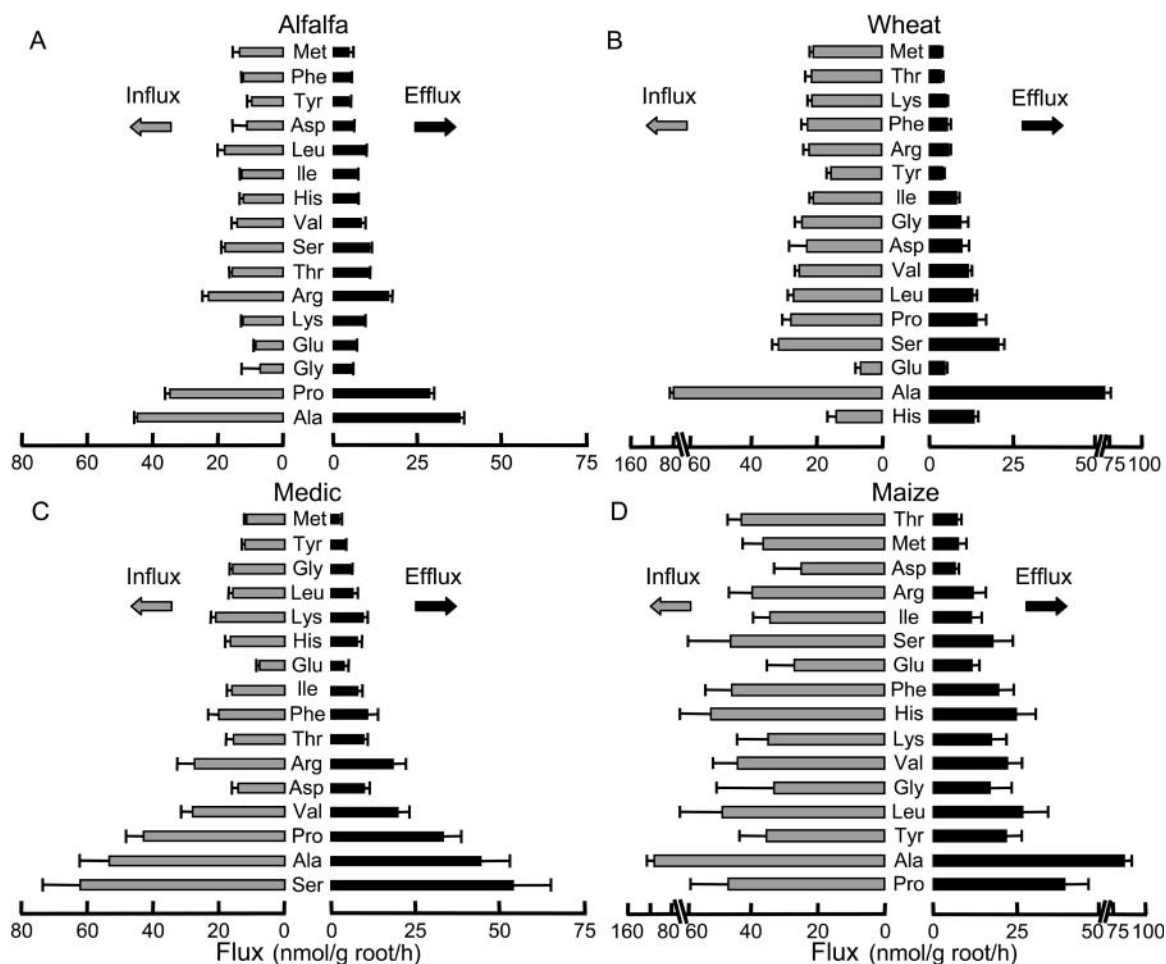 A
Alfalfa
Influx
Efflux
Met
Phe
Tyr
Asp
Leu
Ile
His
Val
Ser
Thr
Arg
Lys
Glu
Gly
Pro
Ala
80 60 40 20 0 0 25 50 75
B
Wheat
Influx
Efflux
Met
Thr
Lys
Phe
Arg
Tyr
Ile
Gly
Asp
Val
Leu
Pro
Ser
Glu
Ala
His
160 80 60 40 20 0 0 25 50 75 100
C
Medic
Influx
Efflux
Met
Tyr
Gly
Leu
Lys
His
Glu
Ile
Phe
Thr
Arg
Asp
Val
Pro
Ala
Ser
80 60 40 20 0 0 25 50 75
Flux (nmol/g root/h)
D
Maize
Influx
Efflux
Thr
Met
Asp
Arg
Ile
Ser
Glu
Phe
His
Lys
Val
Gly
Leu
Tyr
Ala
Pro
160 80 60 40 20 0 0 25 50 75 100
Flux (nmol/g root/h)